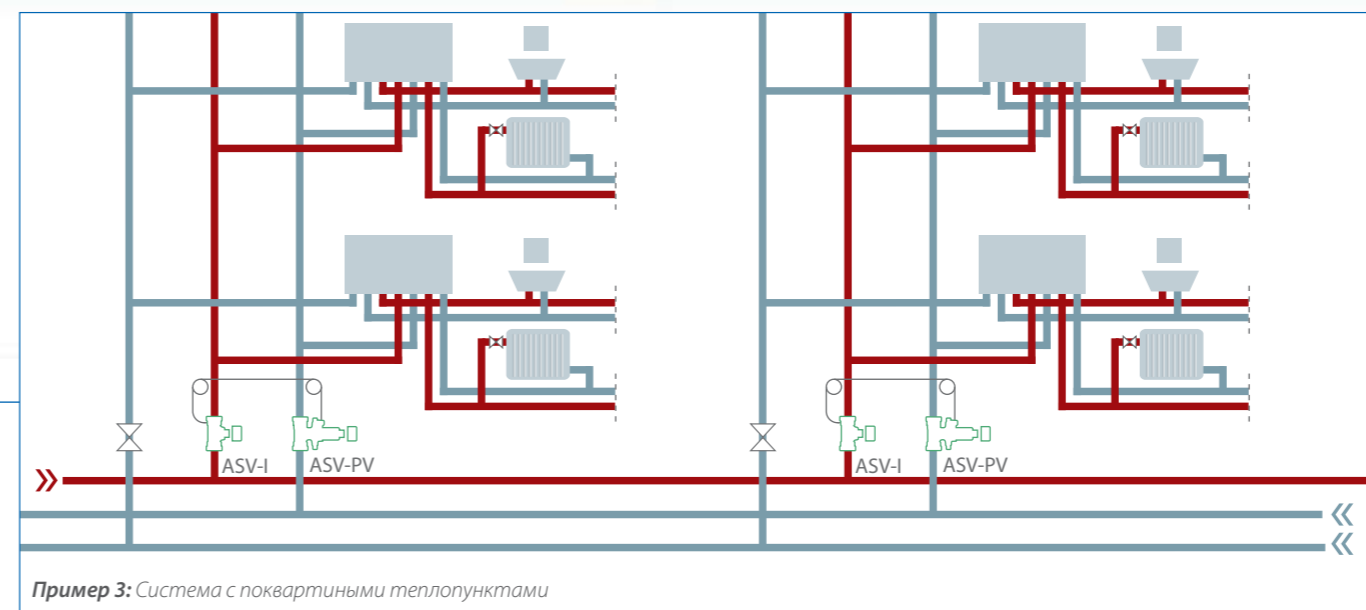 ASV-I
ASV-PV
ASV-I
ASV-PV
Пример 3: Система с поквартиными теплопунктами